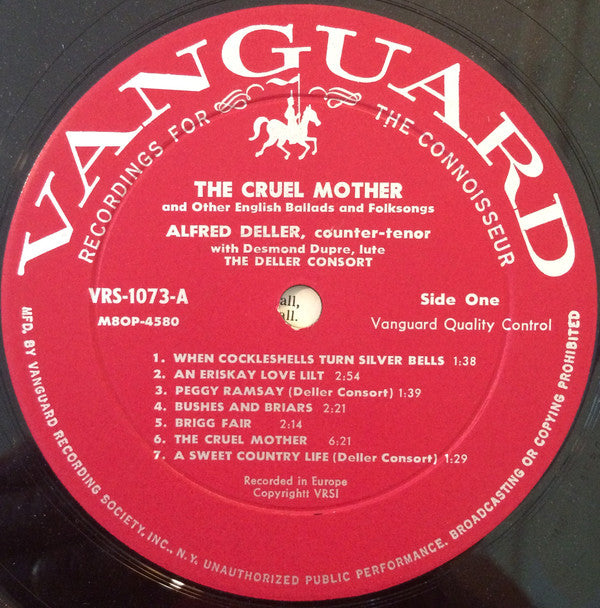 VANGUARD
RECORDINGS FOR THE CONNOISSEUR
THE CRUEL MOTHER
and Other English Ballads and Folksongs
ALFRED DELLER, counter-tenor
with Desmond Dupre, lute
THE DELLER CONSORT
VRS-1073-A
M8OP-4580
all,
all.
Side One
Vanguard Quality Control
1. WHEN COCKLESHELLS TURN SILVER BELLS 1:38
2. AN ERISKAY LOVE LILT 2:54
3. PEGGY RAMSAY (Deller Consort) 1:39
4. BUSHES AND BRIARS 2:21
5. BRIGG FAIR 2:14
6. THE CRUEL MOTHER 6:21
7. A SWEET COUNTRY LIFE (Deller Consort) 1:29
Recorded in Europe
Copyrightt VRSI
MFD. BY VANGUARD RECORDING SOCIETY, INC., N.Y. UNAUTHORIZED PUBLIC PERFORMANCE, BROADCASTING OR COPYING PROHIBITED